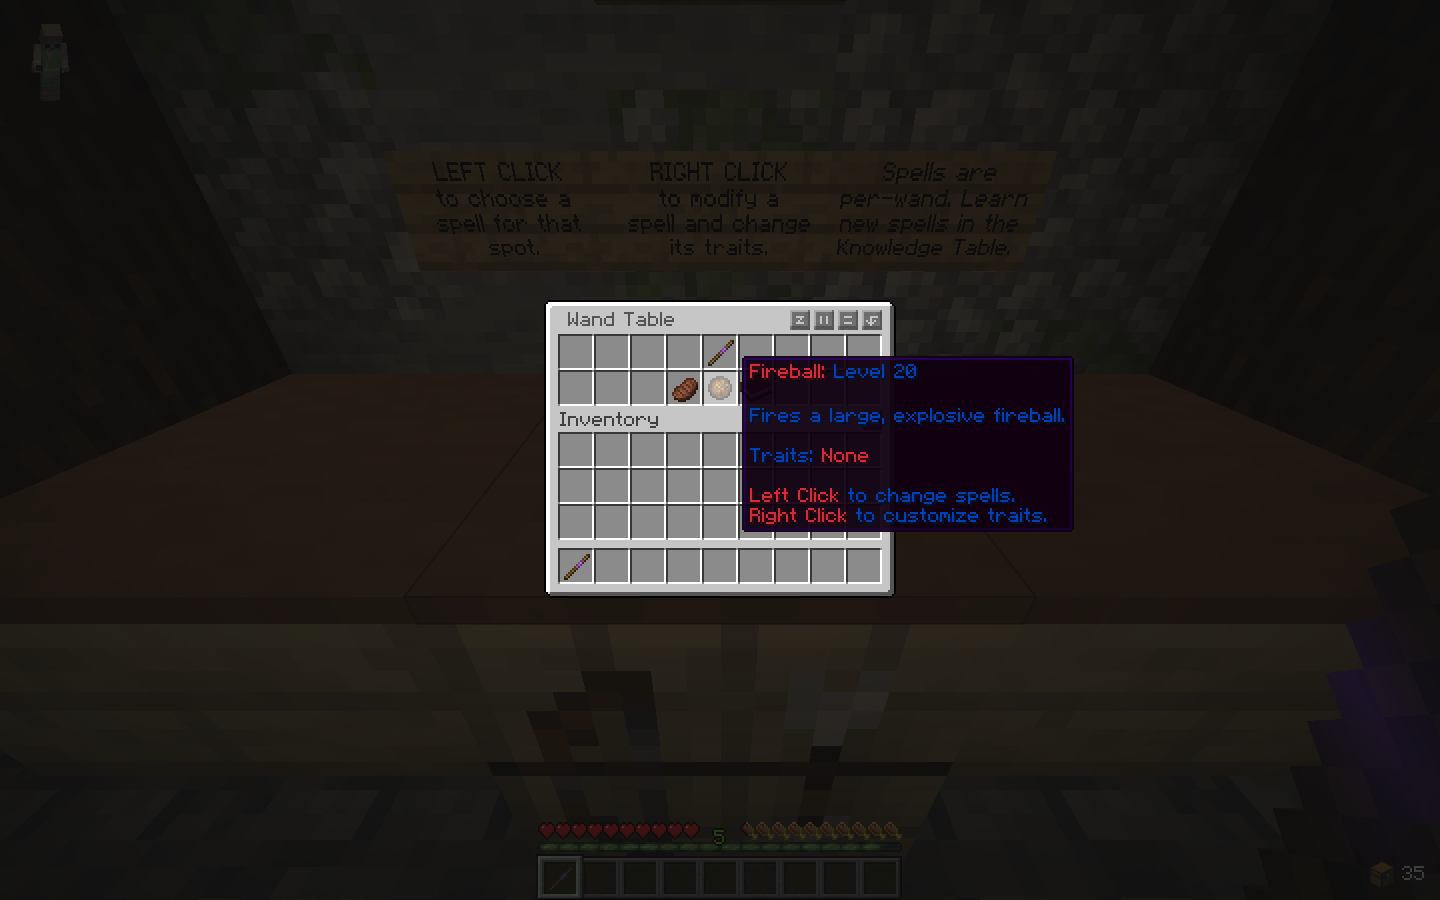 LEFT CLICK
to choose a
spell for that
spot.
RIGHT CLICK
to modify a
spell and change
its traits.
Spells are
per-wand. Learn
new spells in the
Knowledge Table.
Wand Table
Fireball: Level 20
Fires a large, explosive fireball.
Traits: None
Left Click to change spells.
Right Click to customize traits.
Inventory
5
35